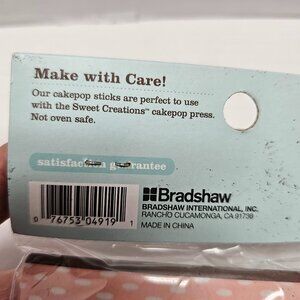 Make with Care!
Our cakepop sticks are perfect to use
with the Sweet Creations™ cakepop press.
Not oven safe.
satisfaction guarantee
Bradshaw
BRADSHAW INTERNATIONAL, INC.
RANCHO CUCAMONGA, CA 91730
MADE IN CHINA
0 76753 04919 1